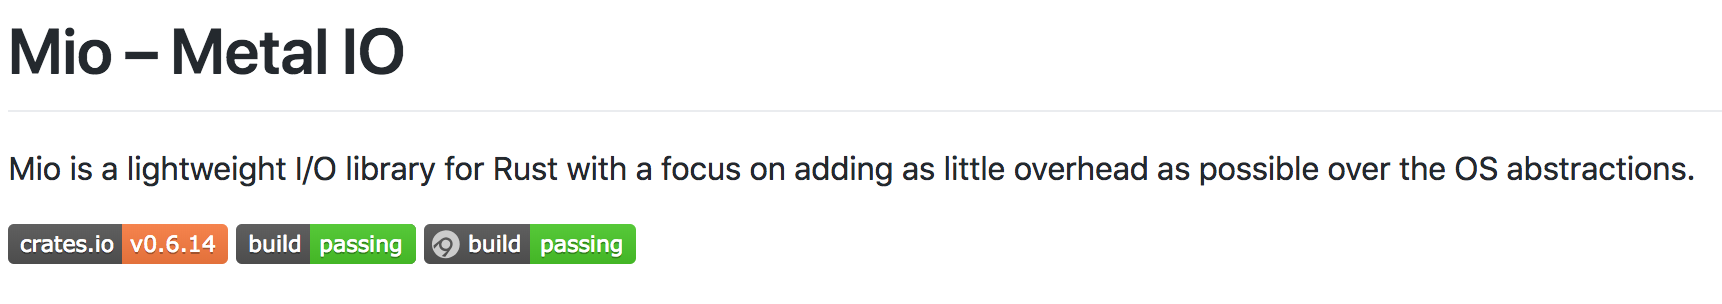 Mio – Metal IO
Mio is a lightweight I/O library for Rust with a focus on adding as little overhead as possible over the OS abstractions.
crates.io v0.6.14 build passing build passing